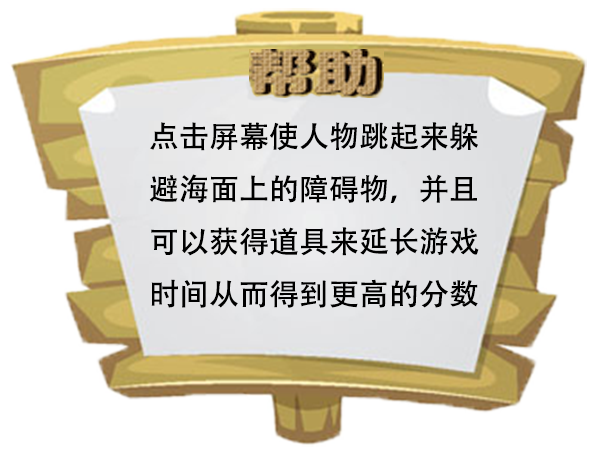 帮助
点击屏幕使人物跳起来躲
避海面上的障碍物，并且
可以获得道具来延长游戏
时间从而得到更高的分数